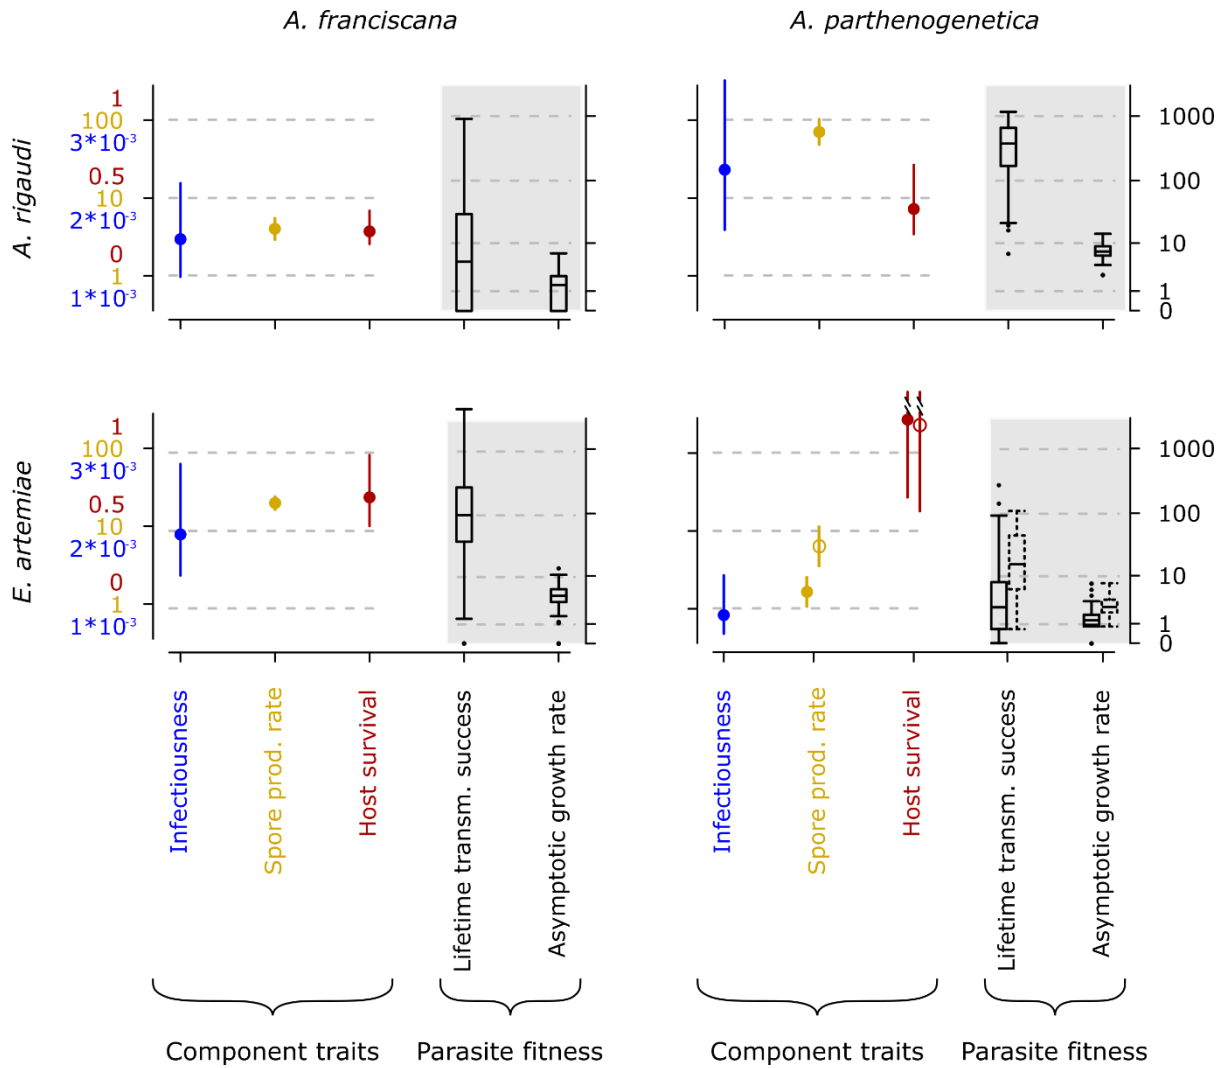 A. franciscana
A. parthenogenetica
A. rigaudi
1
100
3*10-3
0.5
10
2*10-3
0
1
1*10-3
1000
100
10
1
0
E. artemiae
1
100
3*10-3
0.5
10
2*10-3
0
1
1*10-3
1000
100
10
1
0
Infectiousness
Spore prod. rate
Host survival
Lifetime transm. success
Asymptotic growth rate
Infectiousness
Spore prod. rate
Host survival
Lifetime transm. success
Asymptotic growth rate
Component traits
Parasite fitness
Component traits
Parasite fitness